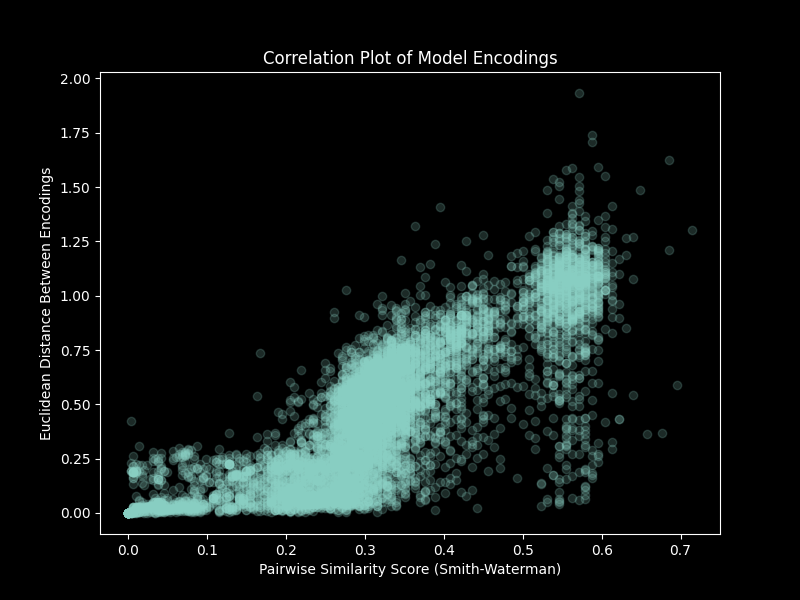 Correlation Plot of Model Encodings
Euclidean Distance Between Encodings
2.00
1.75
1.50
1.25
1.00
0.75
0.50
0.25
0.00
0.0 0.1 0.2 0.3 0.4 0.5 0.6 0.7
Pairwise Similarity Score (Smith-Waterman)